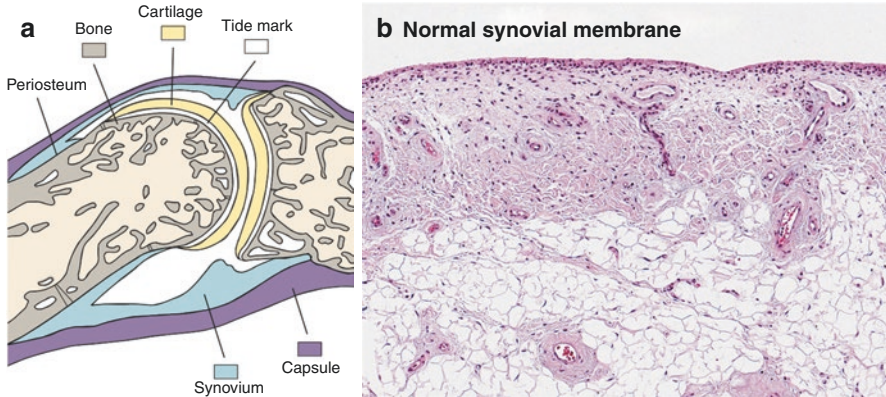 a
Bone
Cartilage
Tide mark
Periosteum
Synovium
Capsule
b Normal synovial membrane